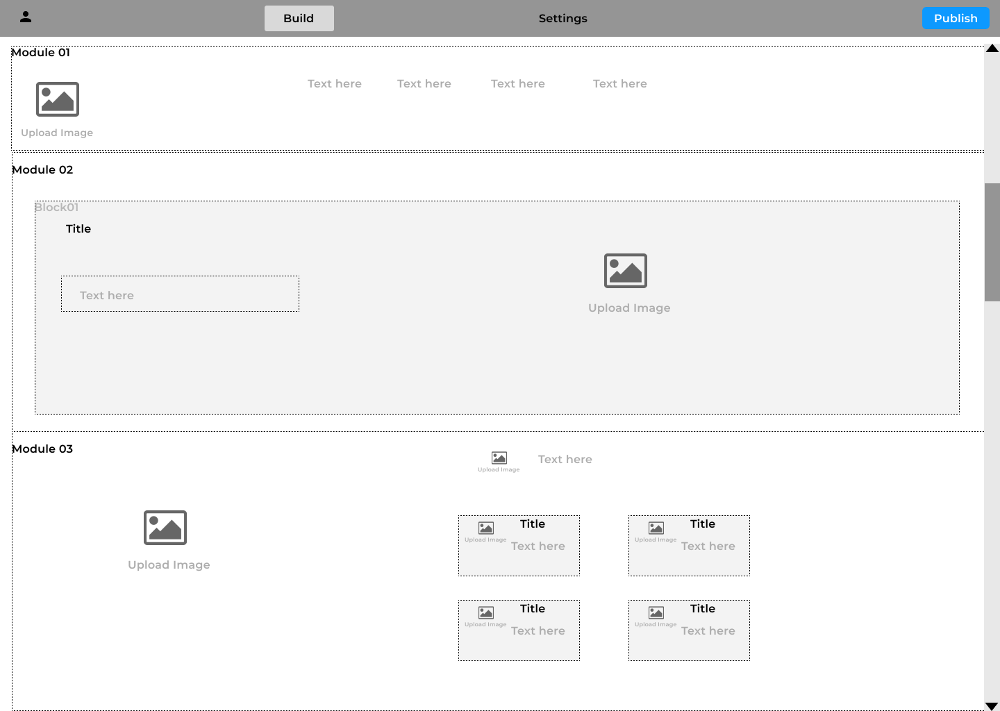 Build
Settings
Publish
Module 01
Text here
Text here
Text here
Text here
Upload Image
Module 02
Block01
Title
Text here
Upload Image
Module 03
Upload Image
Text here
Upload Image
Upload Image
Title
Text here
Upload Image
Title
Text here
Upload Image
Title
Text here
Upload Image
Title
Text here